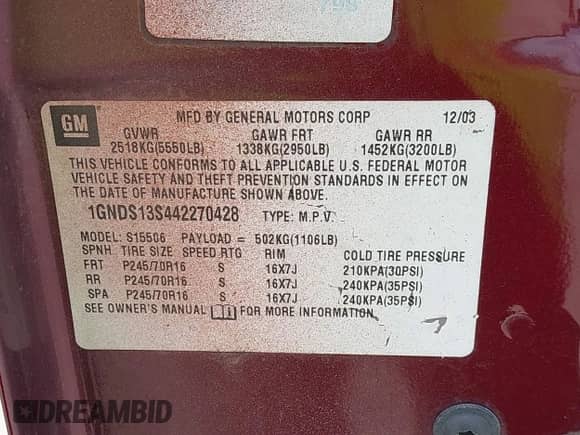 79S
GM
MFD BY GENERAL MOTORS CORP 12/03
GVWR GAWR FRT GAWR RR
2518KG(5550LB) 1338KG(2950LB) 1452KG(3200LB)
THIS VEHICLE CONFORMS TO ALL APPLICABLE U.S. FEDERAL MOTOR
VEHICLE SAFETY AND THEFT PREVENTION STANDARDS IN EFFECT ON
THE DATE OF MANUFACTURE SHOWN ABOVE.
1GNDS13S442270428 TYPE: M.P.V.
MODEL: S15506 PAYLOAD = 502KG(1106LB)
SPNH TIRE SIZE SPEED RTG RIM COLD TIRE PRESSURE
FRT P245/70R16 S 16X7J 210KPA(30PSI)
RR P245/70R16 S 16X7J 240KPA(35PSI)
SPA P245/70R16 S 16X7J 240KPA(35PSI)
SEE OWNER'S MANUAL FOR MORE INFORMATION
DREAMBID